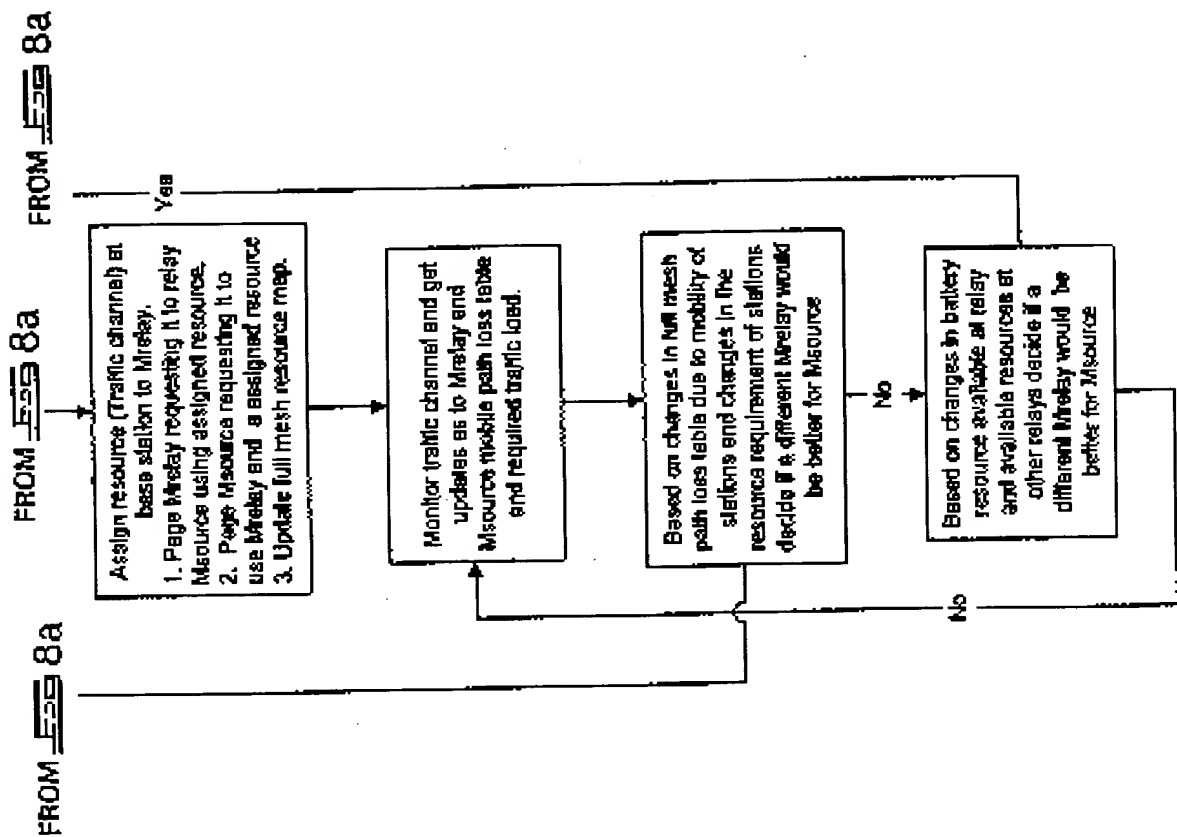 FROM Fig 8a
FROM Fig 8a
FROM Fig 8a
Assign resource (Traffic channel) at
base station to Mrelay.
1. Page Mrelay requesting it to relay
Msource using assigned resource.
2. Page Msource requesting it to
use Mrelay and a assigned resource
3. Update full mesh resource map.
Yes
Monitor traffic channel and get
updates as to Mrelay and
Msource mobile path loss table
and required traffic load.
Based on changes in full mesh
path loss table due to mobility of
stations and changes in the
resource requirement of stations
decide if a different Mrelay would
be better for Msource
No
Based on changes in battery
resource available at relay
and available resources at
other relays decide if a
different Mrelay would be
better for Msource
No